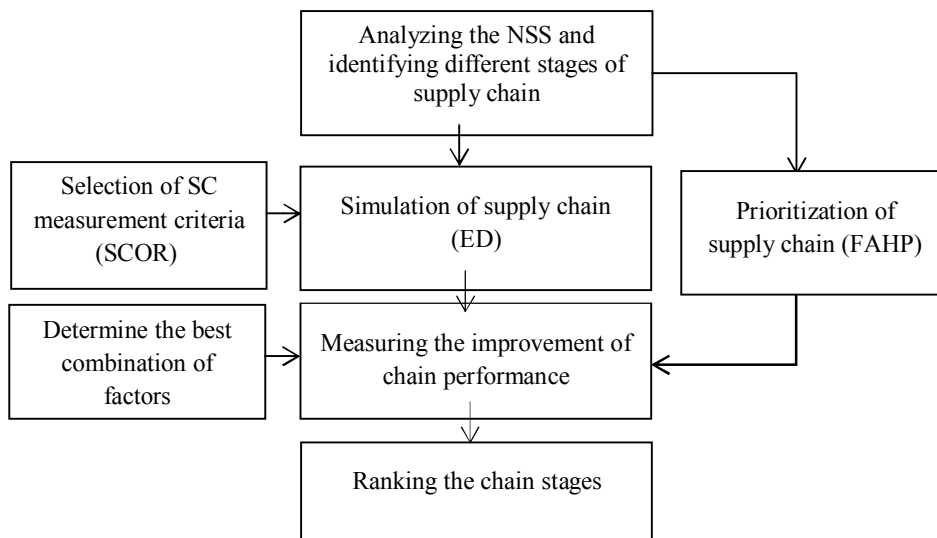 Analyzing the NSS and
identifying different stages of
supply chain
Selection of SC
measurement criteria
(SCOR)
Simulation of supply chain
(ED)
Prioritization of
supply chain (FAHP)
Determine the best
combination of
factors
Measuring the improvement of
chain performance
Ranking the chain stages